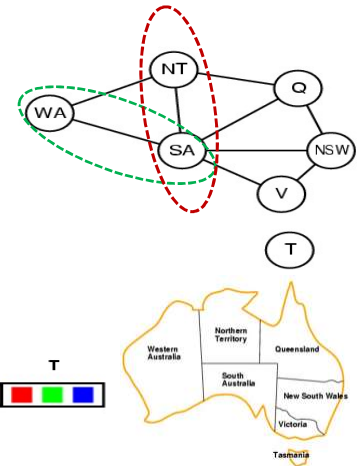 NT
Q
WA
SA
NSW
V
T
Northern
Territory
Western
Australia
Queensland
T
South
Australia
New South Wales
Victoria
Tasmania